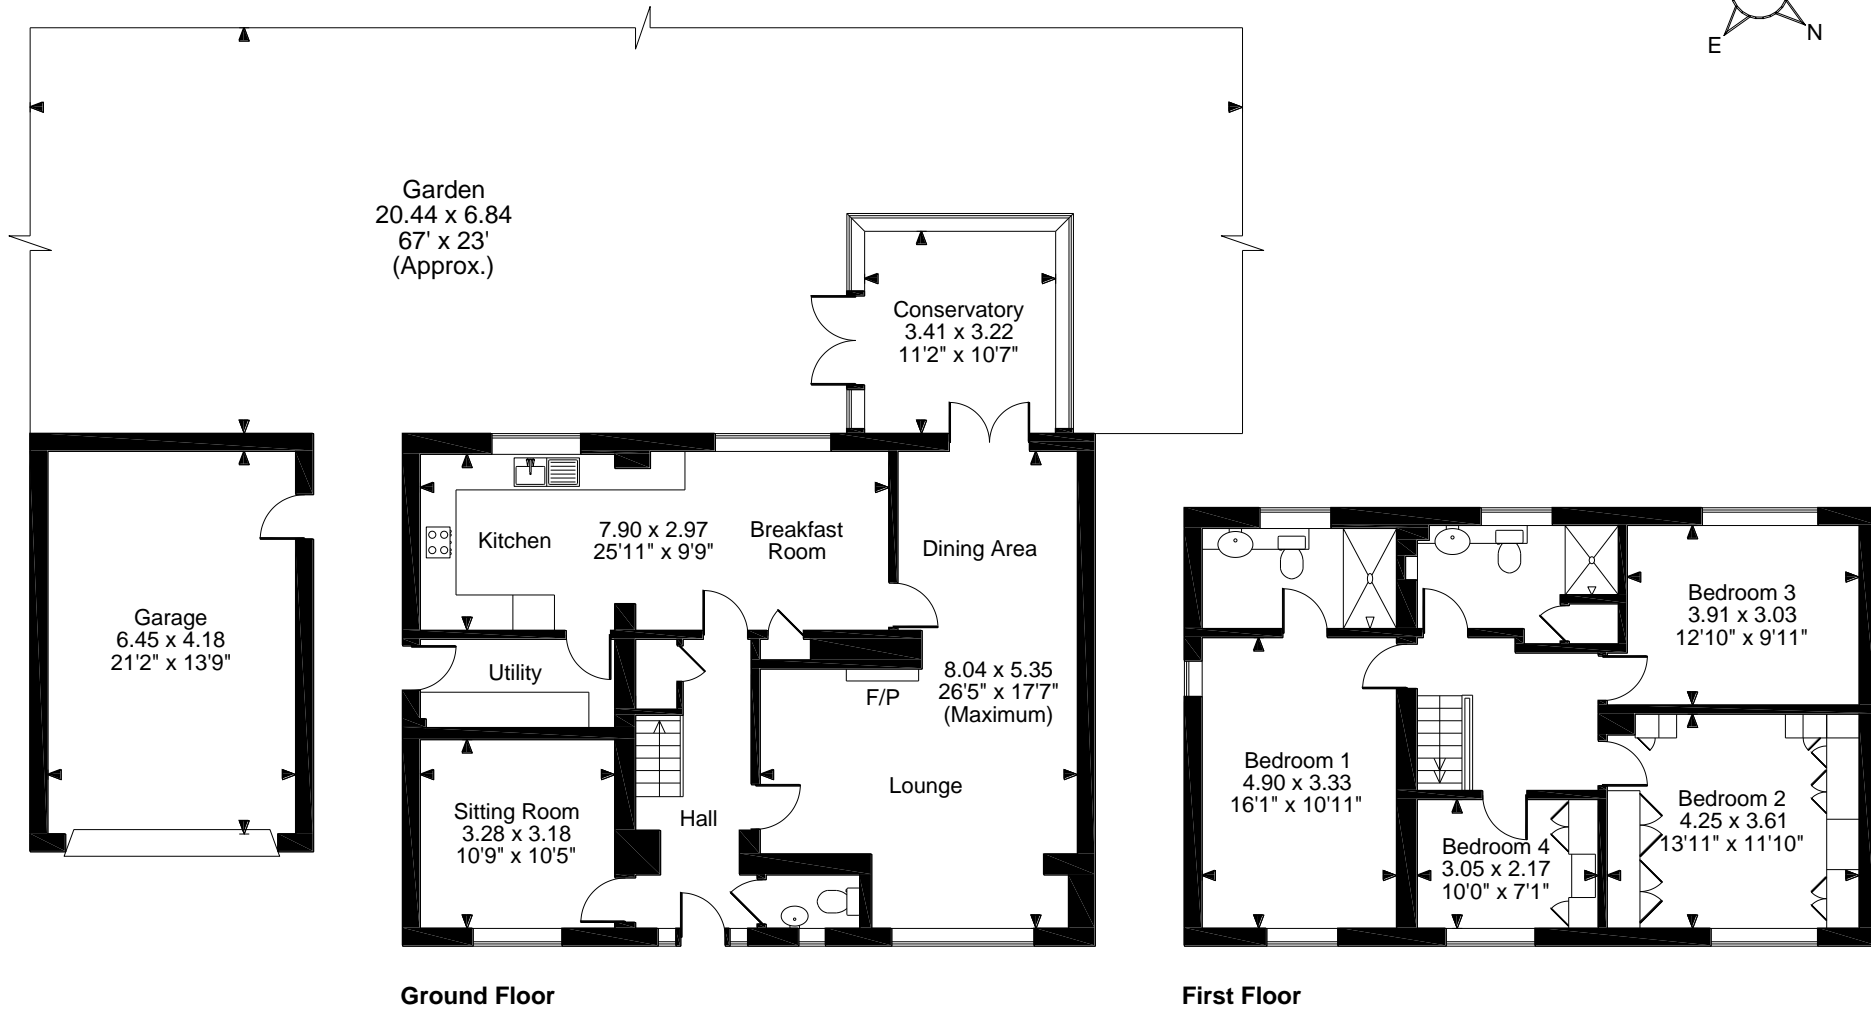 E
N
Garden
20.44 x 6.84
67' x 23'
(Approx.)
Conservatory
3.41 x 3.22
11'2" x 10'7"
Kitchen
7.90 x 2.97
25'11" x 9'9"
Breakfast
Room
Dining Area
Garage
6.45 x 4.18
21'2" x 13'9"
Utility
F/P
8.04 x 5.35
26'5" x 17'7"
(Maximum)
Lounge
Sitting Room
3.28 x 3.18
10'9" x 10'5"
Hall
Bedroom 3
3.91 x 3.03
12'10" x 9'11"
Bedroom 1
4.90 x 3.33
16'1" x 10'11"
Bedroom 2
4.25 x 3.61
13'11" x 11'10"
Bedroom 4
3.05 x 2.17
10'0" x 7'1"
Ground Floor
First Floor